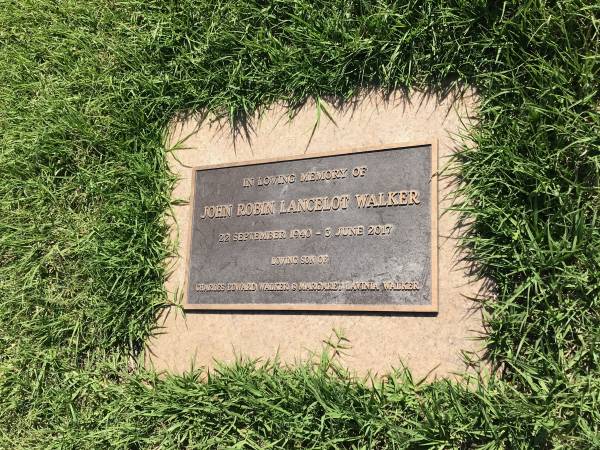 IN LOVING MEMORY OF
JOHN ROBIN LANCELOT WALKER
22 SEPTEMBER 1940 - 3 JUNE 2017
LOVING SON OF
CHARLES EDWARD WALKER & MARGARET LAVINIA WALKER